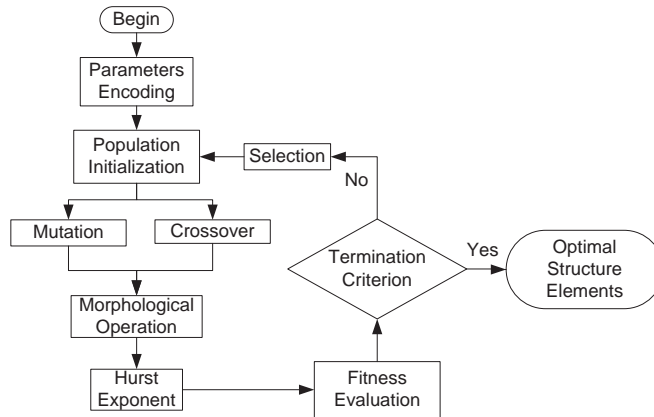 Begin
Parameters
Encoding
Population
Initialization
Selection
No
Mutation
Crossover
Termination
Criterion
Yes
Optimal
Structure
Elements
Morphological
Operation
Hurst
Exponent
Fitness
Evaluation